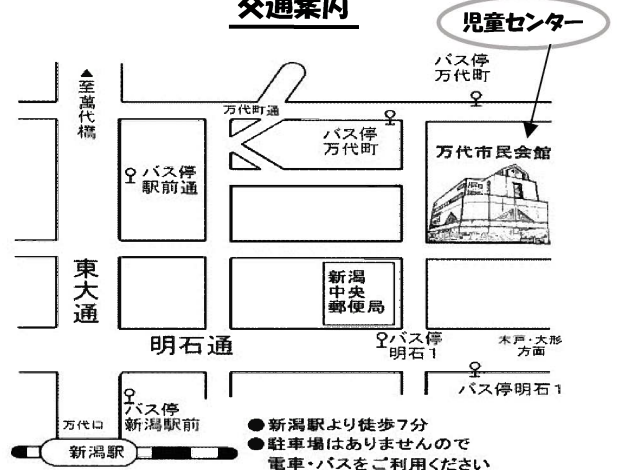 交通案内
児童センター
バス停
万代町
▲至萬代橋
万代町通
バス停
万代町
万代市民会館
バス停
駅前通
東大通
新潟
中央
郵便局
明石通
バス停
明石1
木戸・大形
方面
バス停明石1
バス停
新潟駅前
万代口
新潟駅
●新潟駅より徒歩7分
●駐車場はありませんので
電車・バスをご利用ください